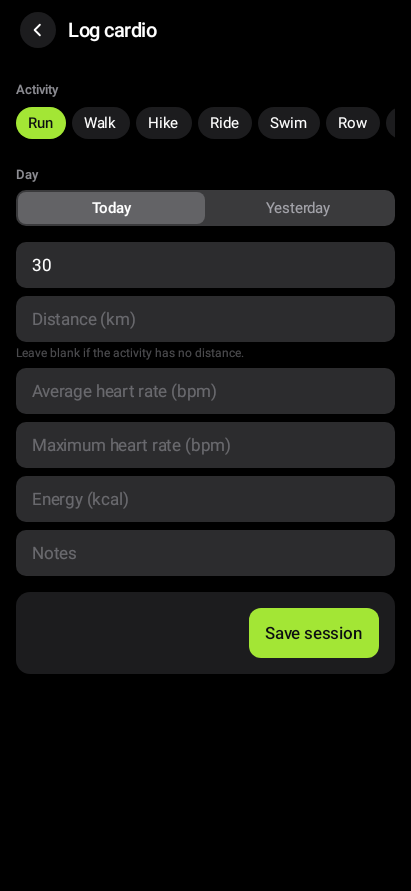 Log cardio
Activity
Run Walk Hike Ride Swim Row
Day
Today Yesterday
30
Distance (km)
Leave blank if the activity has no distance.
Average heart rate (bpm)
Maximum heart rate (bpm)
Energy (kcal)
Notes
Save session